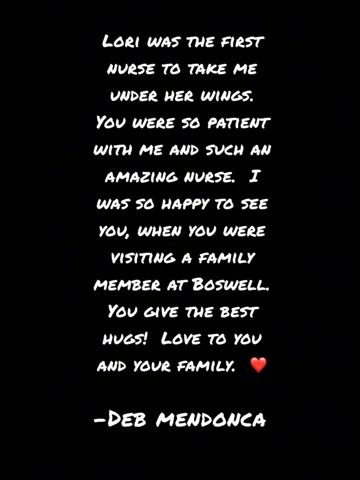 Lori was the first
nurse to take me
under her wings.
You were so patient
with me and such an
amazing nurse. I
was so happy to see
you, when you were
visiting a family
member at Boswell.
You give the best
hugs! Love to you
and your family. ❤️
-Deb Mendonca